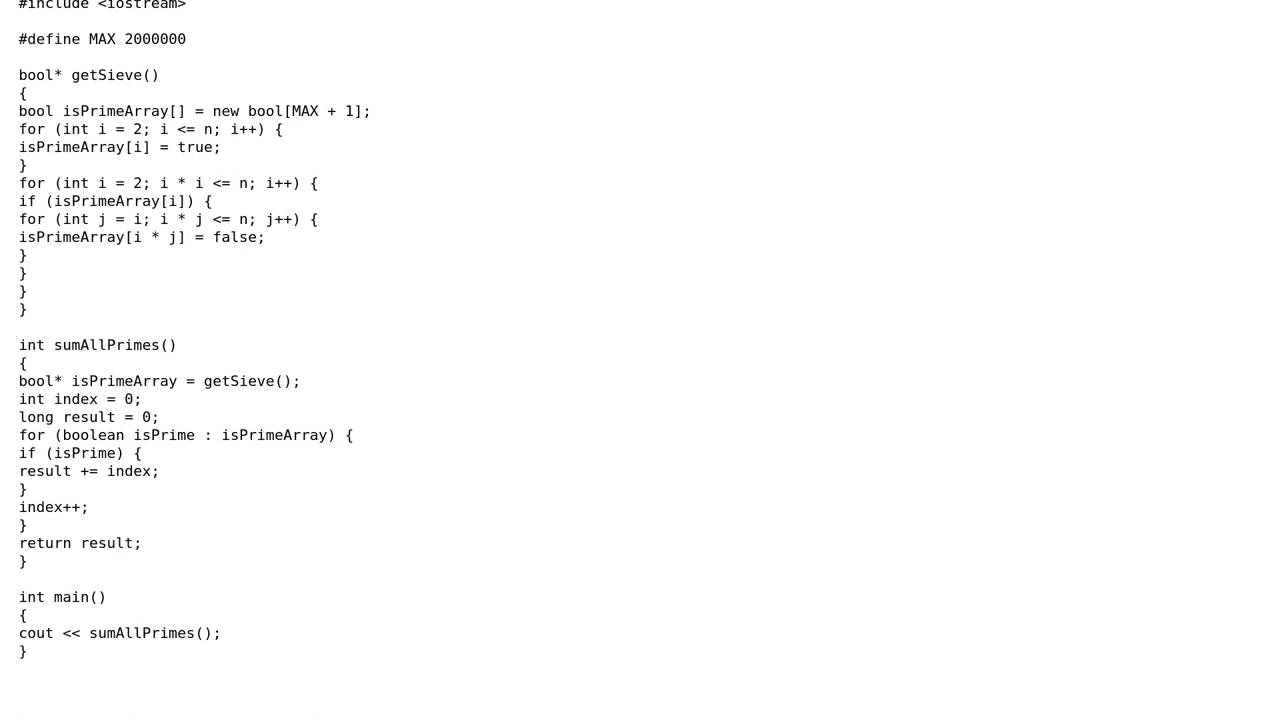 #include <iostream>
#define MAX 2000000
bool* getSieve()
{
bool isPrimeArray[] = new bool[MAX + 1];
for (int i = 2; i <= n; i++) {
isPrimeArray[i] = true;
}
for (int i = 2; i * i <= n; i++) {
if (isPrimeArray[i]) {
for (int j = i; i * j <= n; j++) {
isPrimeArray[i * j] = false;
}
}
}
}
int sumAllPrimes()
{
bool* isPrimeArray = getSieve();
int index = 0;
long result = 0;
for (boolean isPrime : isPrimeArray) {
if (isPrime) {
result += index;
}
index++;
}
return result;
}
int main()
{
cout << sumAllPrimes();
}